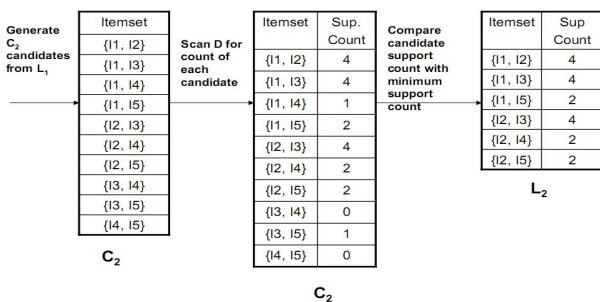 Generate
C2
candidates
from L1
Itemset
{I1, I2}
{I1, I3}
{I1, I4}
{I1, I5}
{I2, I3}
{I2, I4}
{I2, I5}
{I3, I4}
{I3, I5}
{I4, I5}
C2
Scan D for
count of
each
candidate
Itemset Sup. Count
{I1, I2} 4
{I1, I3} 4
{I1, I4} 1
{I1, I5} 2
{I2, I3} 4
{I2, I4} 2
{I2, I5} 2
{I3, I4} 0
{I3, I5} 1
{I4, I5} 0
C2
Compare
candidate
support
count with
minimum
support
count
Itemset Sup Count
{I1, I2} 4
{I1, I3} 4
{I1, I5} 2
{I2, I3} 4
{I2, I4} 2
{I2, I5} 2
L2